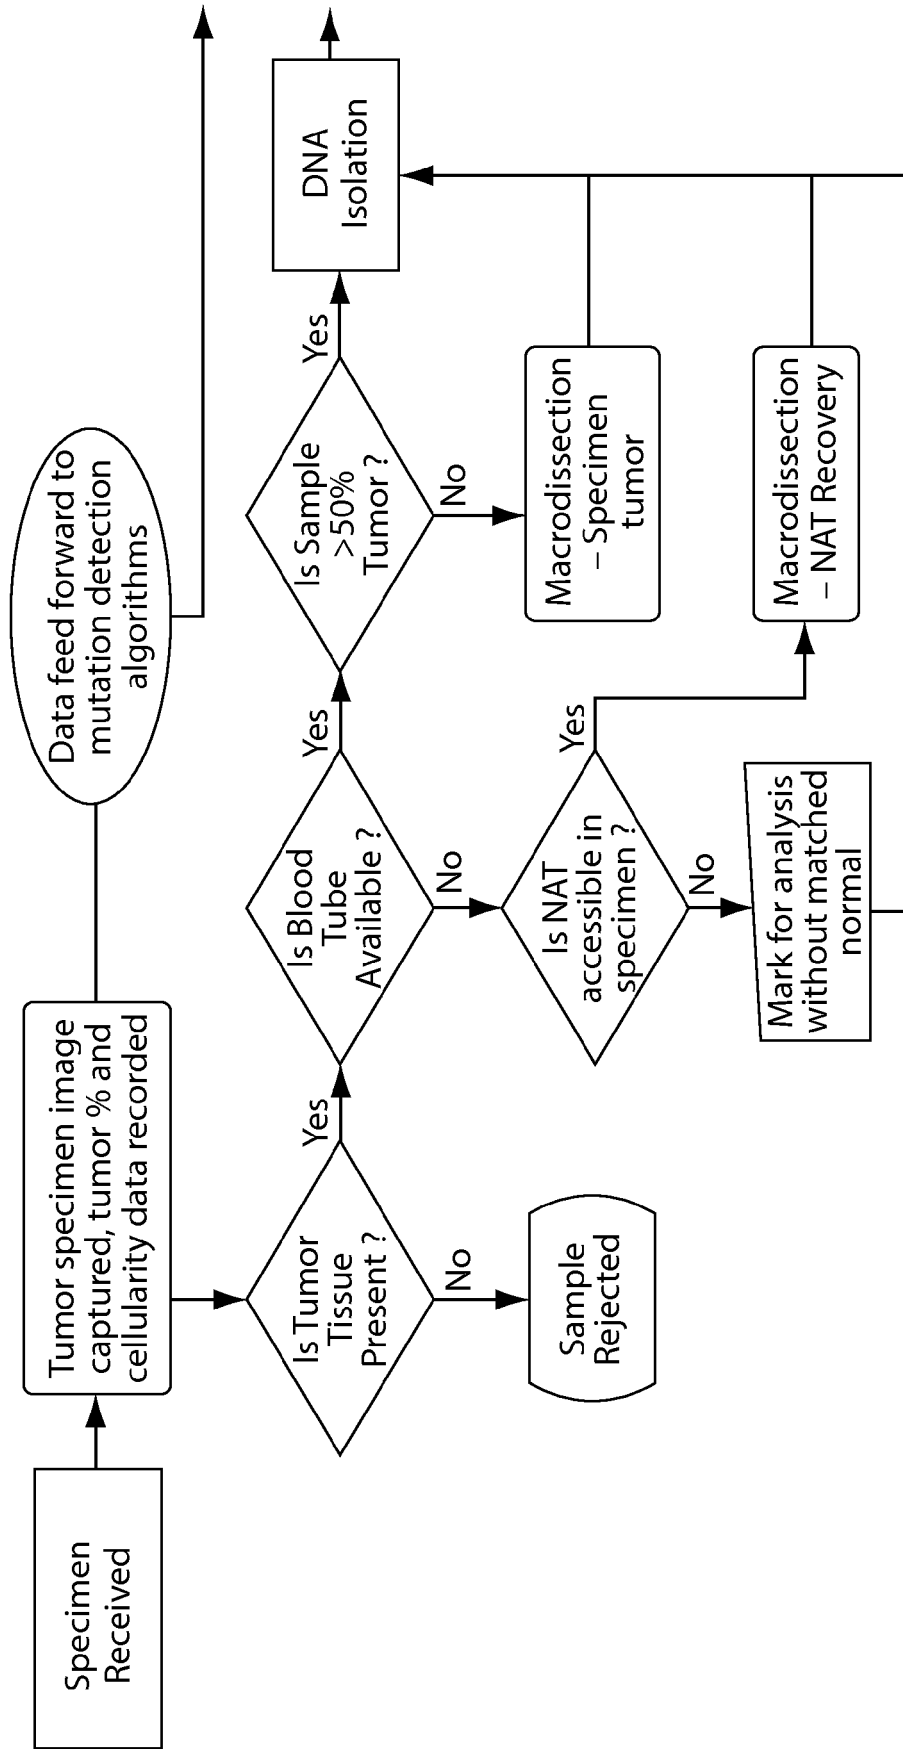 Specimen
Received
Tumor specimen image
captured, tumor % and
cellularity data recorded
Data feed forward to
mutation detection
algorithms
Is Tumor
Tissue
Present ?
Yes
No
Sample
Rejected
Is Blood
Tube
Available ?
Yes
No
Is Sample
>50%
Tumor ?
Yes
No
DNA
Isolation
Macrodissection
– Specimen
tumor
Is NAT
accessible in
specimen ?
Yes
No
Macrodissection
– NAT Recovery
Mark for analysis
without matched
normal